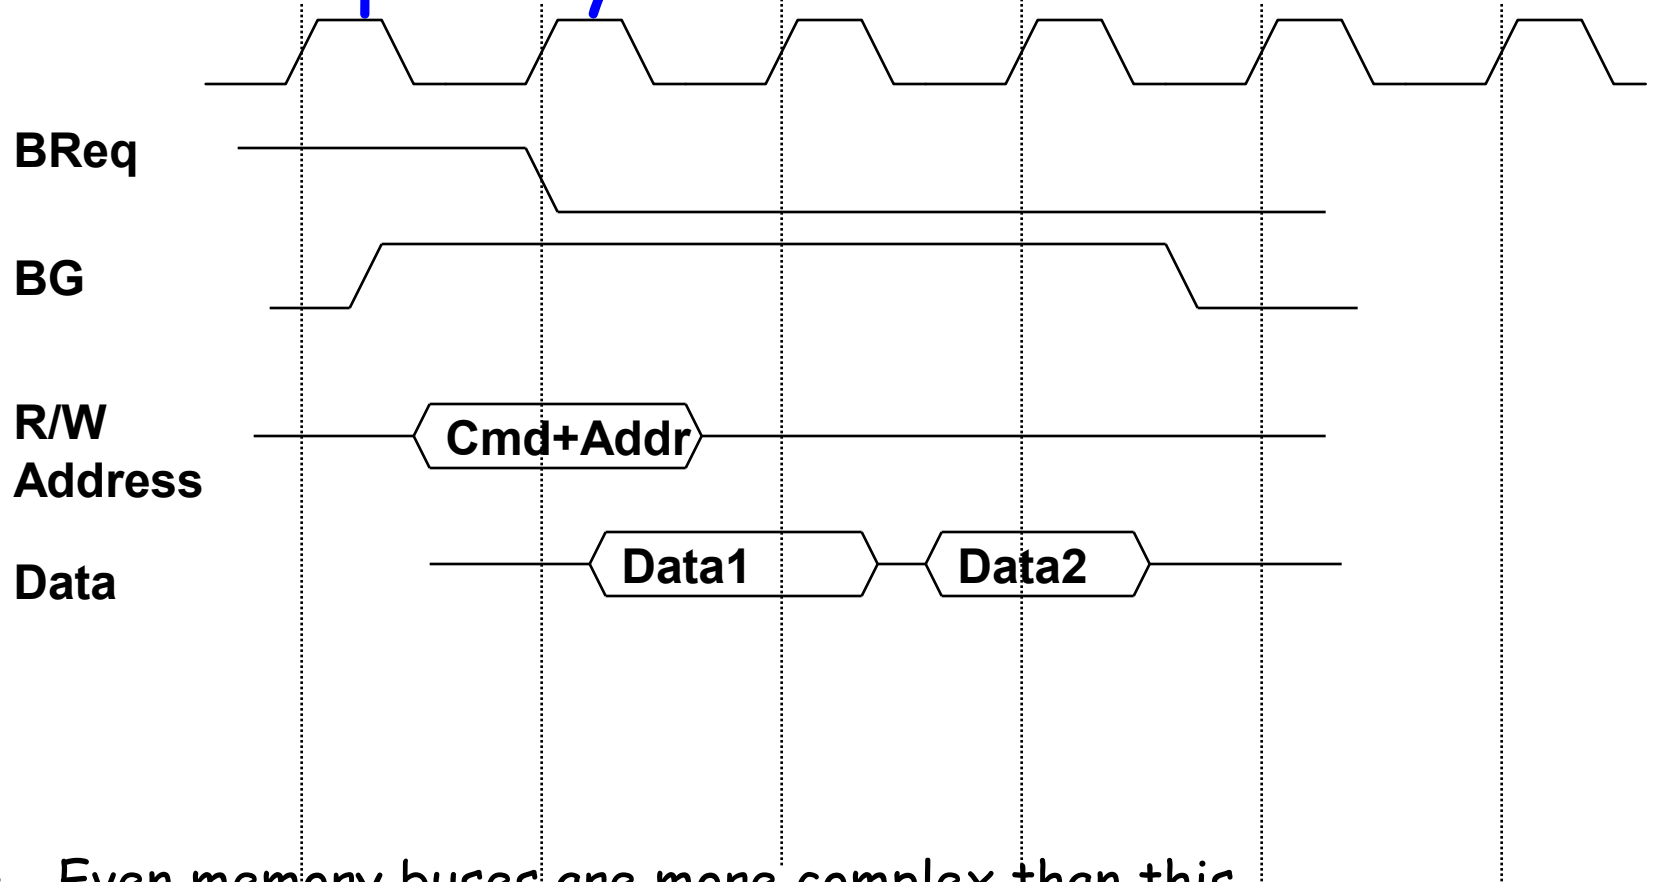 BReq
BG
R/W
Address
Cmd+Addr
Data
Data1
Data2
Even memory buses are more complex than this